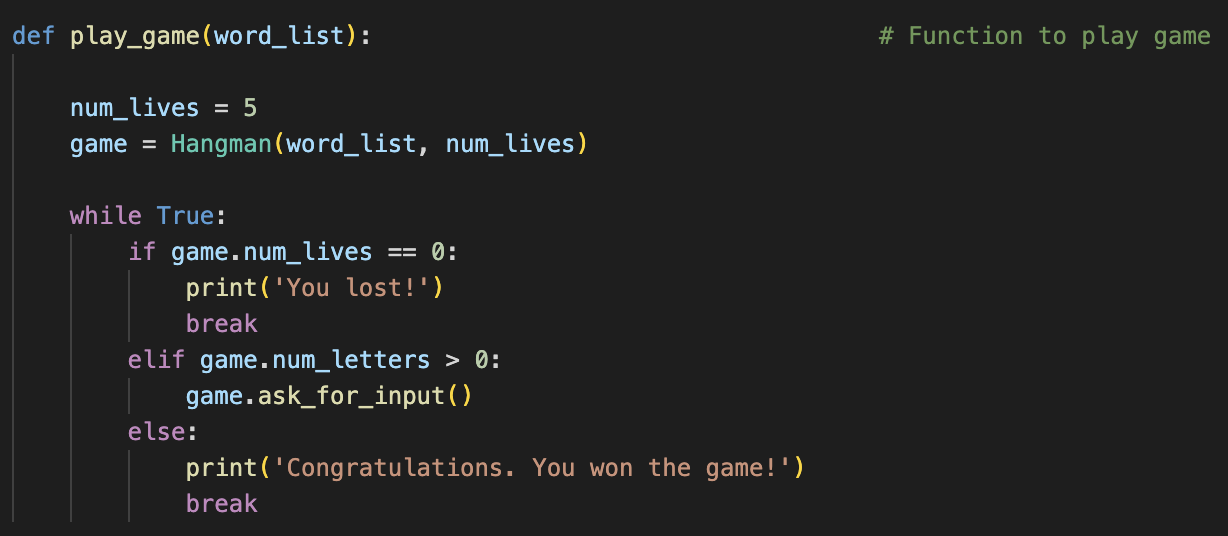 def play_game(word_list): # Function to play game
num_lives = 5
game = Hangman(word_list, num_lives)
while True:
if game.num_lives == 0:
print('You lost!')
break
elif game.num_letters > 0:
game.ask_for_input()
else:
print('Congratulations. You won the game!')
break